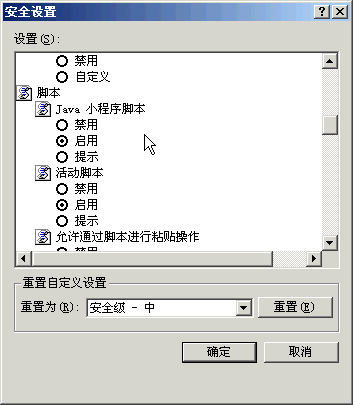 安全设置
设置(S):
禁用
自定义
脚本
Java 小程序脚本
禁用
启用
提示
活动脚本
禁用
启用
提示
允许通过脚本进行粘贴操作
重置自定义设置
重置为(R): 安全级 - 中 重置(E)
确定 取消